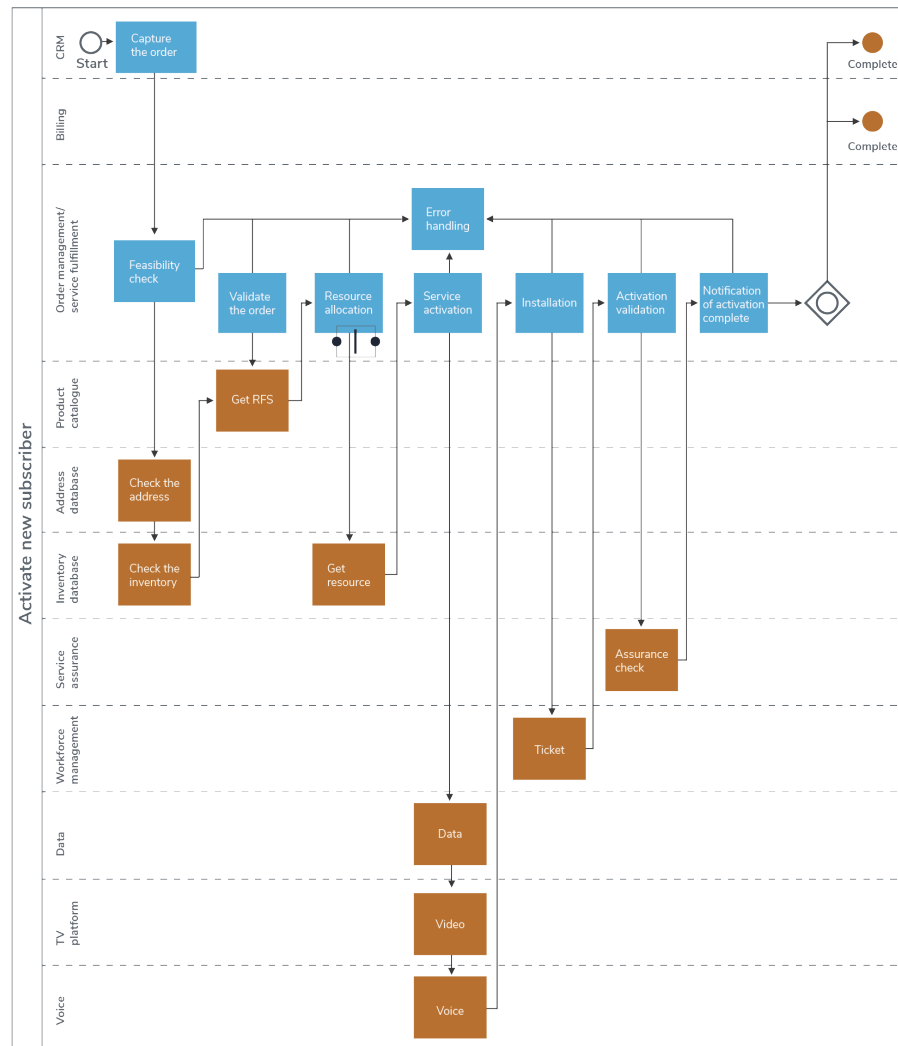 Activate new subscriber
CRM
Start
Capture
the order
Complete
Billing
Complete
Order management/
service fulfillment
Error
handling
Feasibility
check
Validate
the order
Resource
allocation
Service
activation
Installation
Activation
validation
Notification
of activation
complete
Product
catalogue
Get RFS
Address
database
Check the
address
Inventory
database
Check the
inventory
Get
resource
Service
assurance
Assurance
check
Workforce
management
Ticket
Data
Data
TV
platform
Video
Voice
Voice